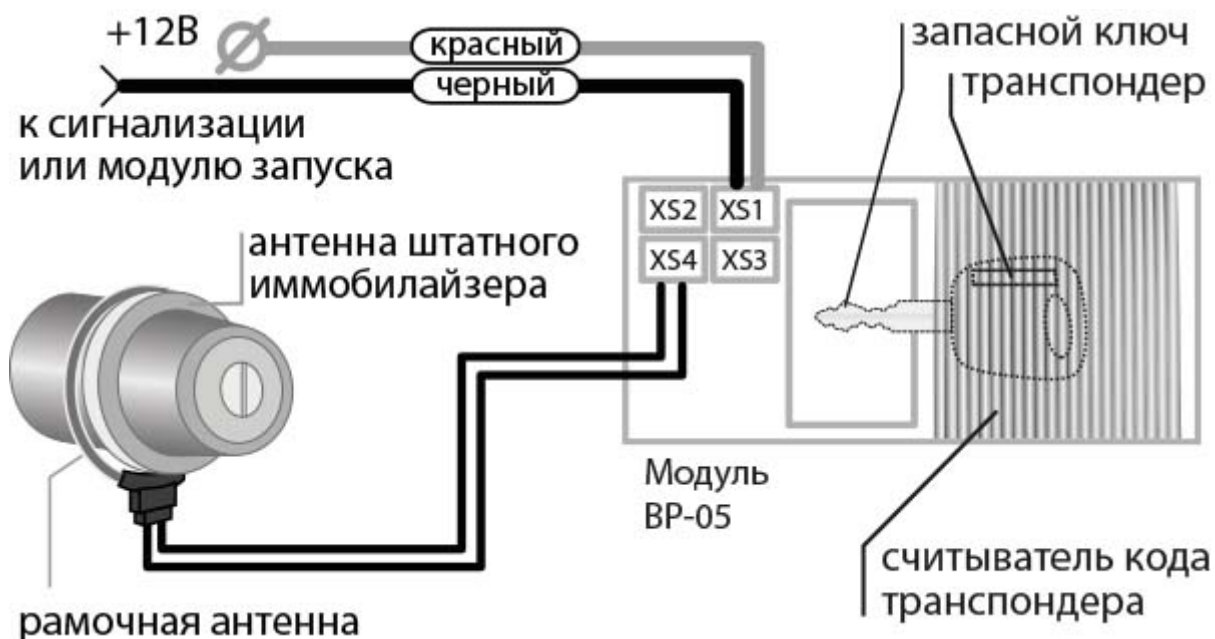 +12В
красный
черный
к сигнализации
или модулю запуска
запасной ключ
транспондер
антенна штатного
иммобилайзера
XS2 XS1
XS4 XS3
Модуль
ВР-05
считыватель кода
транспондера
рамочная антенна